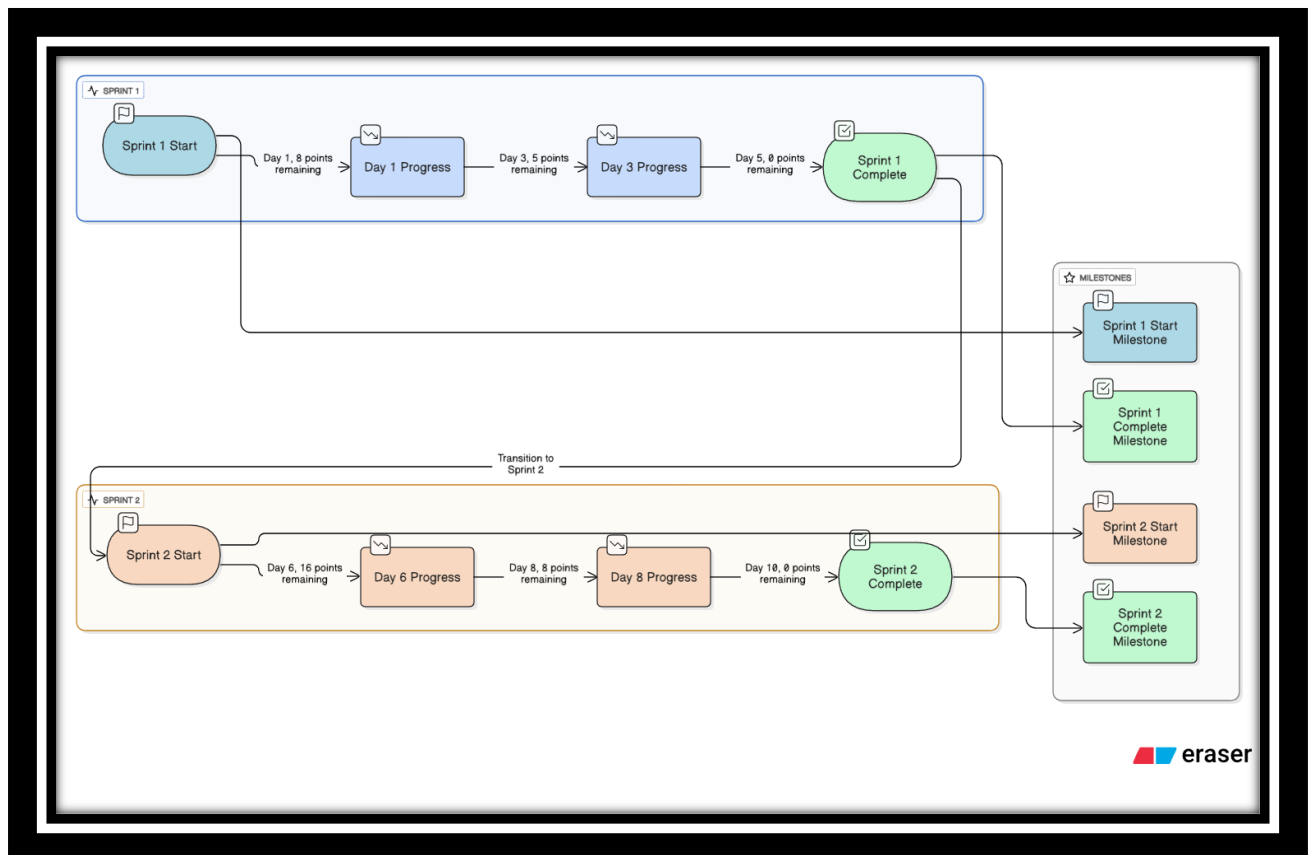 SPRINT 1
Sprint 1 Start
Day 1, 8 points
remaining
Day 1 Progress
Day 3, 5 points
remaining
Day 3 Progress
Day 5, 0 points
remaining
Sprint 1
Complete
MILESTONES
Sprint 1 Start
Milestone
Sprint 1
Complete
Milestone
Transition to
Sprint 2
SPRINT 2
Sprint 2 Start
Day 6, 16 points
remaining
Day 6 Progress
Day 8, 8 points
remaining
Day 8 Progress
Day 10, 0 points
remaining
Sprint 2
Complete
Sprint 2 Start
Milestone
Sprint 2
Complete
Milestone
eraser